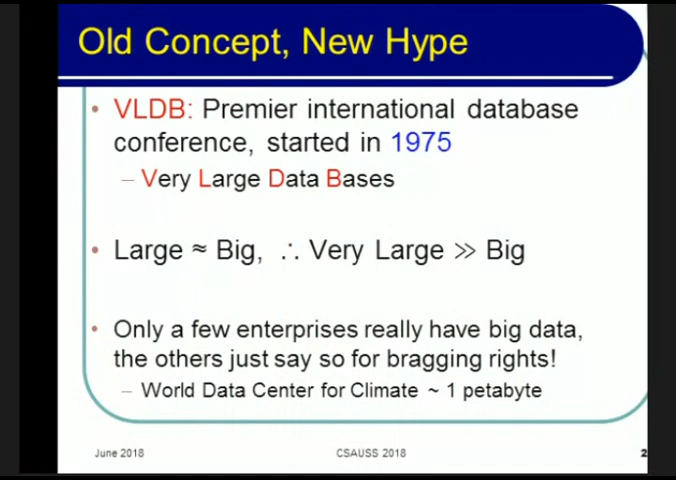 Old Concept, New Hype
• VLDB: Premier international database
conference, started in 1975
– Very Large Data Bases
• Large ≈ Big, ∴ Very Large ≫ Big
• Only a few enterprises really have big data,
the others just say so for bragging rights!
– World Data Center for Climate ~ 1 petabyte
June 2018 CSAUSS 2018 2